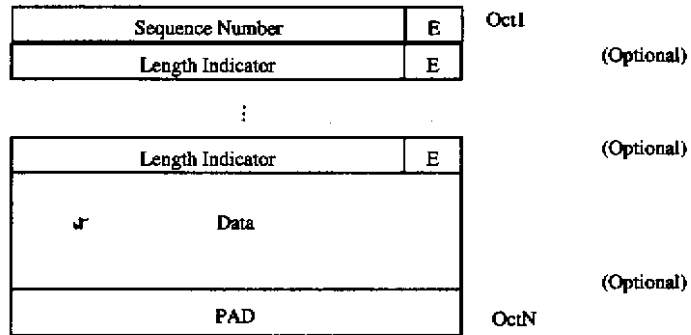 Sequence Number E Oct1
Length Indicator E (Optional)
⋮
Length Indicator E (Optional)
Data
(Optional)
PAD OctN